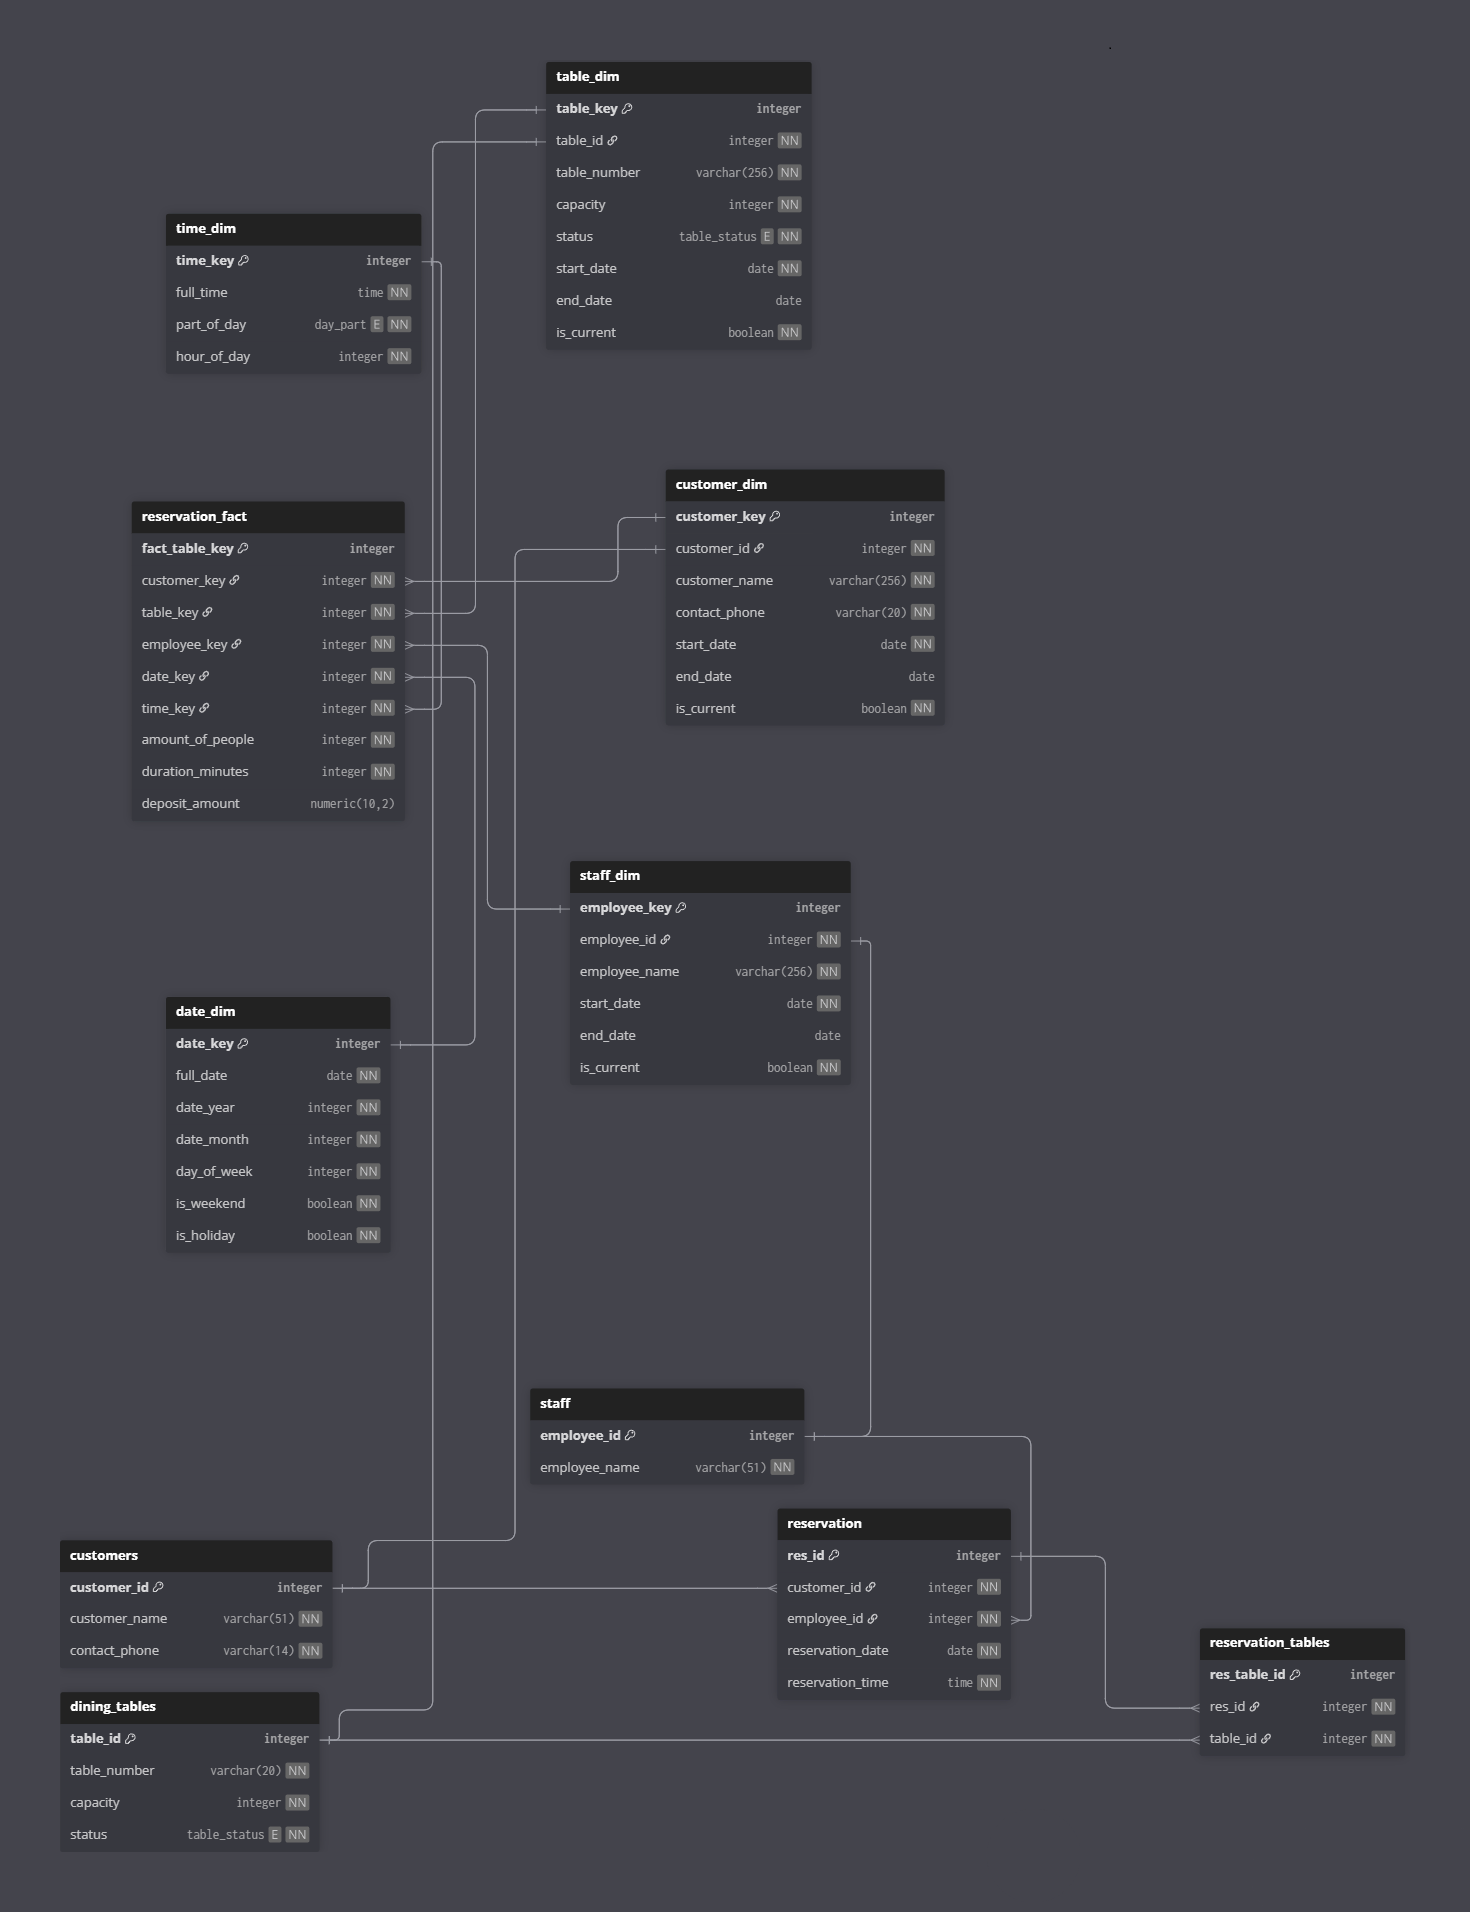 table_dim
table_key integer
table_id integer NN
table_number varchar(256) NN
capacity integer NN
status table_status E NN
start_date date NN
end_date date
is_current boolean NN
time_dim
time_key integer
full_time time NN
part_of_day day_part E NN
hour_of_day integer NN
customer_dim
customer_key integer
customer_id integer NN
customer_name varchar(256) NN
contact_phone varchar(20) NN
start_date date NN
end_date date
is_current boolean NN
reservation_fact
fact_table_key integer
customer_key integer NN
table_key integer NN
employee_key integer NN
date_key integer NN
time_key integer NN
amount_of_people integer NN
duration_minutes integer NN
deposit_amount numeric(10,2)
staff_dim
employee_key integer
employee_id integer NN
employee_name varchar(256) NN
start_date date NN
end_date date
is_current boolean NN
date_dim
date_key integer
full_date date NN
date_year integer NN
date_month integer NN
day_of_week integer NN
is_weekend boolean NN
is_holiday boolean NN
staff
employee_id integer
employee_name varchar(51) NN
reservation
res_id integer
customer_id integer NN
employee_id integer NN
reservation_date date NN
reservation_time time NN
customers
customer_id integer
customer_name varchar(51) NN
contact_phone varchar(14) NN
reservation_tables
res_table_id integer
res_id integer NN
table_id integer NN
dining_tables
table_id integer
table_number varchar(20) NN
capacity integer NN
status table_status E NN